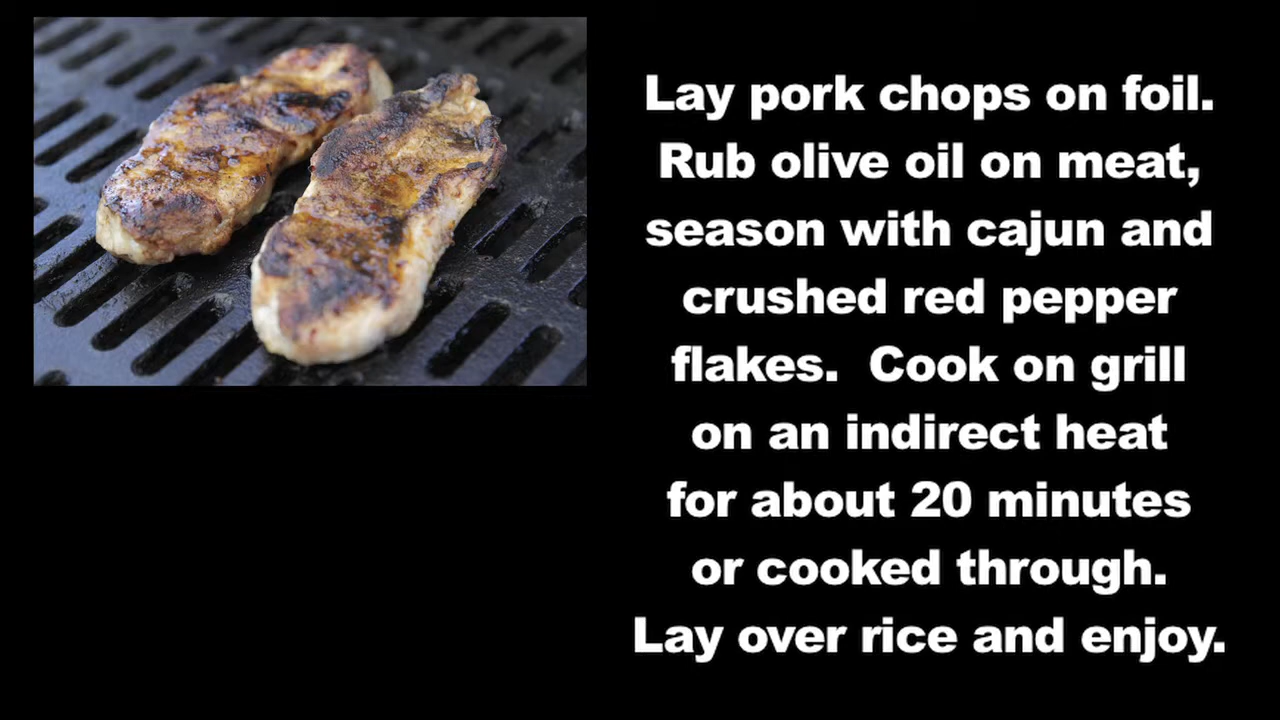 Lay pork chops on foil.
Rub olive oil on meat,
season with cajun and
crushed red pepper
flakes.  Cook on grill
on an indirect heat
for about 20 minutes
or cooked through.
Lay over rice and enjoy.